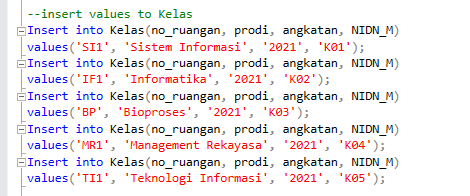 --insert values to Kelas
Insert into Kelas(no_ruangan, prodi, angkatan, NIDN_M)
values('SI1', 'Sistem Informasi', '2021', 'K01');
Insert into Kelas(no_ruangan, prodi, angkatan, NIDN_M)
values('IF1', 'Informatika', '2021', 'K02');
Insert into Kelas(no_ruangan, prodi, angkatan, NIDN_M)
values('BP', 'Bioproses', '2021', 'K03');
Insert into Kelas(no_ruangan, prodi, angkatan, NIDN_M)
values('MR1', 'Management Rekayasa', '2021', 'K04');
Insert into Kelas(no_ruangan, prodi, angkatan, NIDN_M)
values('TI1', 'Teknologi Informasi', '2021', 'K05');